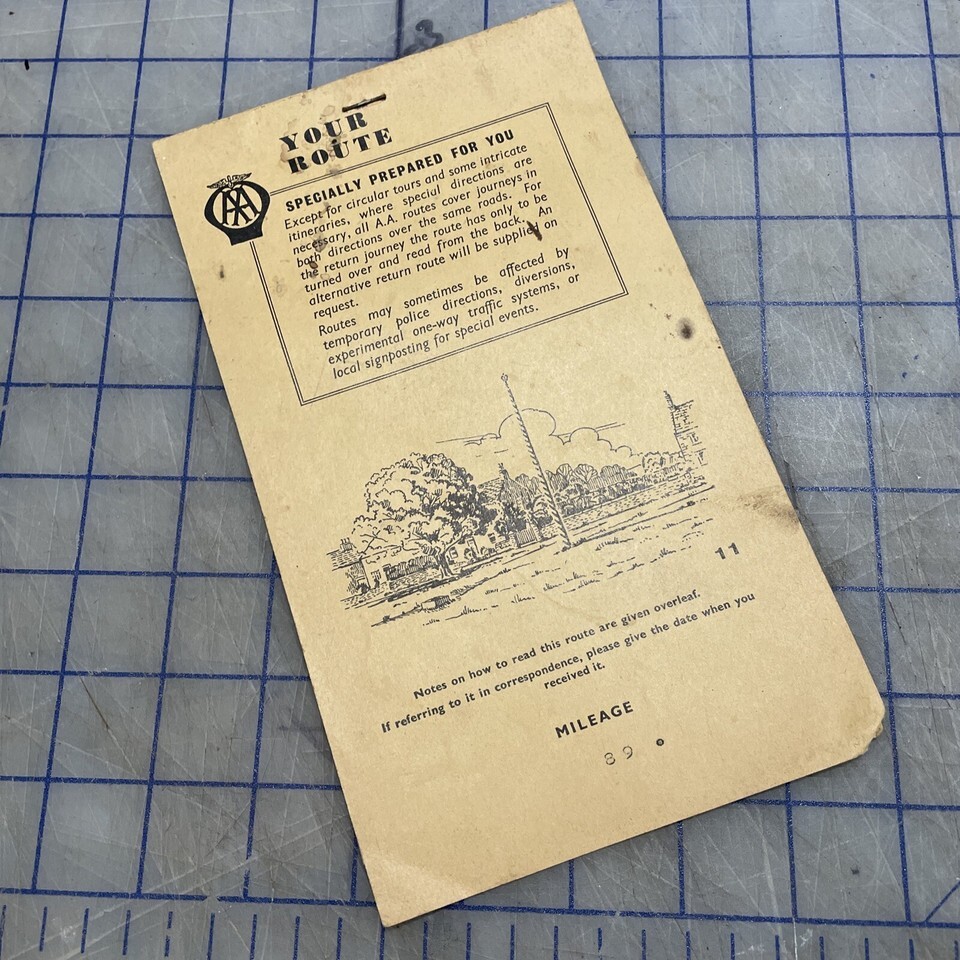 YOUR
ROUTE
AA
SPECIALLY PREPARED FOR YOU
Except for circular tours and some intricate
itineraries, where special directions are
necessary, all A.A. routes cover journeys in
both directions over the same roads. For
the return journey the route has only to be
turned over and read from the back. An
alternative return route will be supplied on
request.
Routes may sometimes be affected by
temporary police directions, diversions,
experimental one-way traffic systems, or
local signposting for special events.
11
Notes on how to read this route are given overleaf.
If referring to it in correspondence, please give the date when you
received it.
MILEAGE
89.